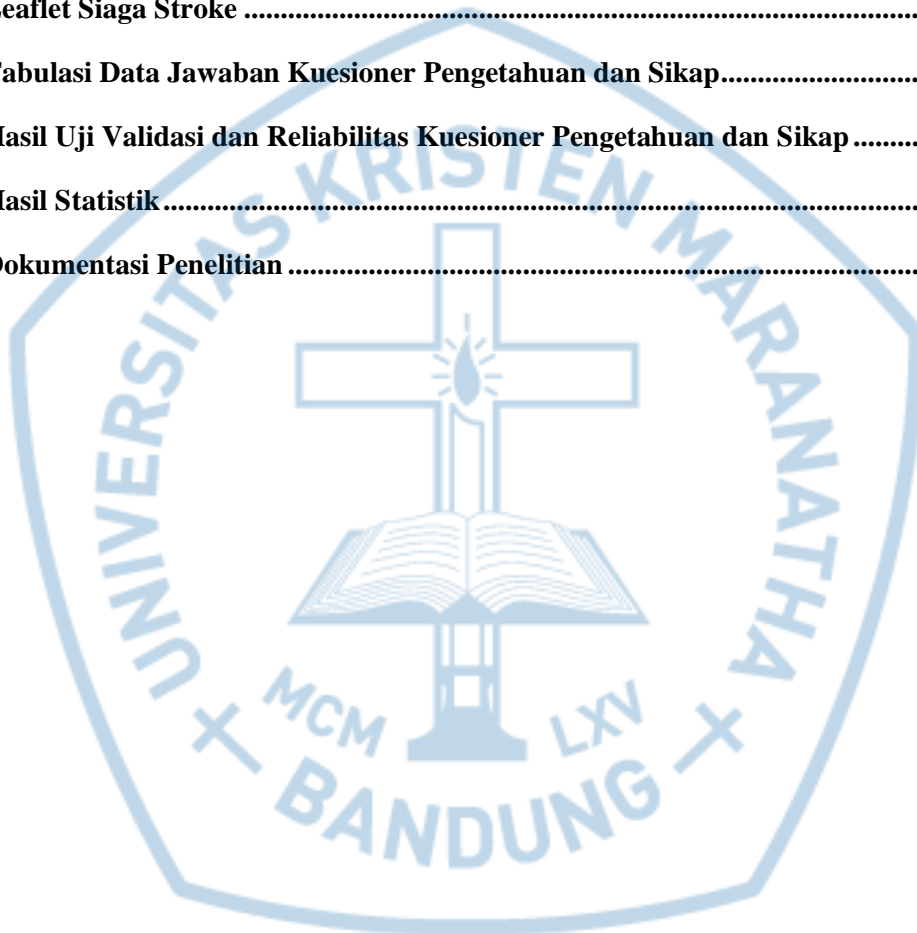 Leaflet Siaga Stroke ..........................................................................................
Tabulasi Data Jawaban Kuesioner Pengetahuan dan Sikap...........................
Hasil Uji Validasi dan Reliabilitas Kuesioner Pengetahuan dan Sikap .........
Hasil Statistik.....................................................................................................
Dokumentasi Penelitian ....................................................................................
UNIVERSITAS KRISTEN MARANATHA
MCM LXV
BANDUNG